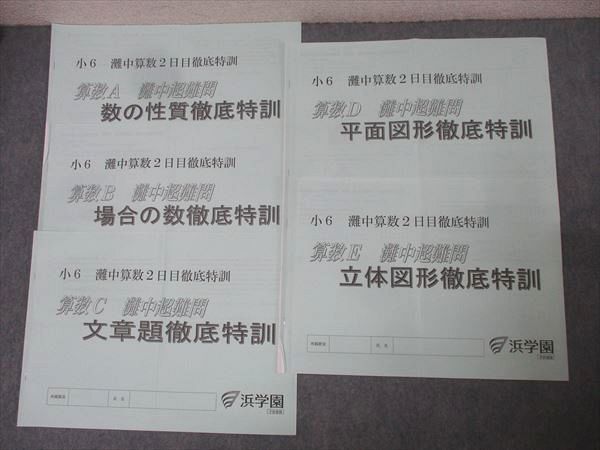 小6 灘中算数2日目徹底特訓
算数A 灘中超難問
数の性質徹底特訓
小6 灘中算数2日目徹底特訓
算数B 灘中超難問
場合の数徹底特訓
小6 灘中算数2日目徹底特訓
算数C 灘中超難問
文章題徹底特訓
氏名
浜学園
小6 灘中算数2日目徹底特訓
算数D 灘中超難問
平面図形徹底特訓
小6 灘中算数2日目徹底特訓
算数E 灘中超難問
立体図形徹底特訓
氏名
浜学園